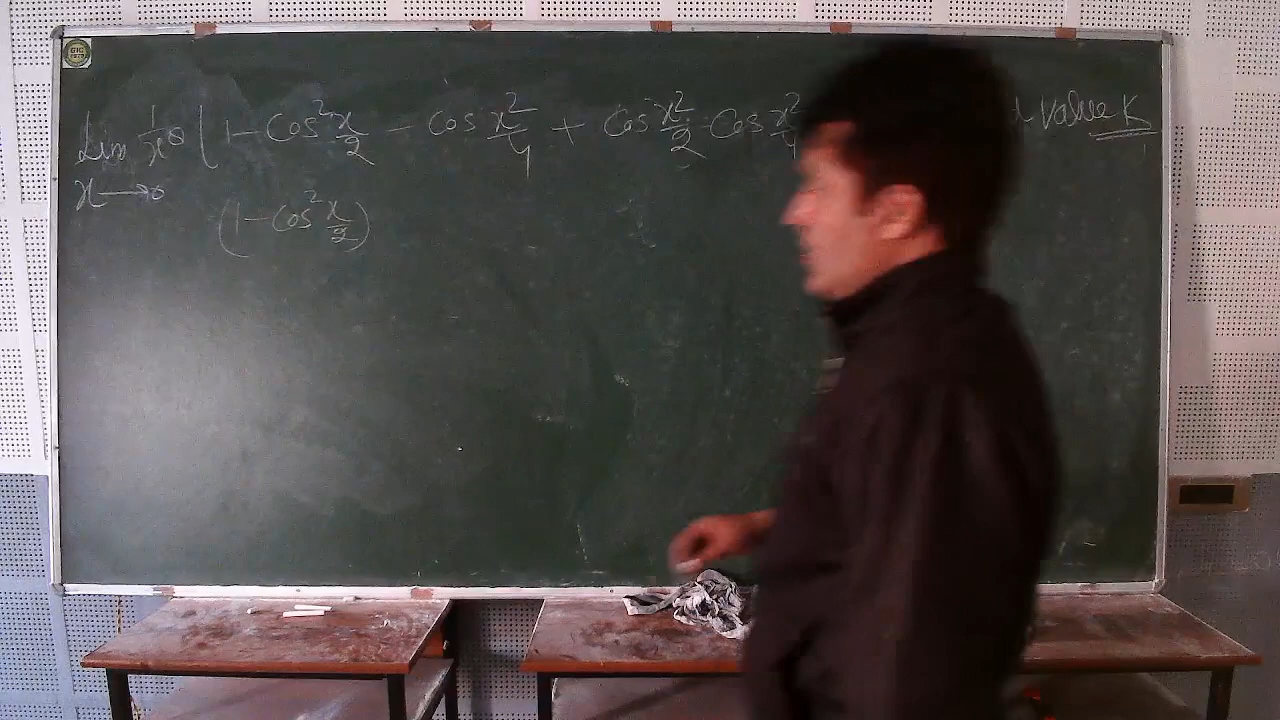 Lim 1/x⁸ (1 - Cos² x/2 - Cos x²/4 + Cos x²/2 · Cos x²/4 value K
x → 0
(1 - Cos² x/2)